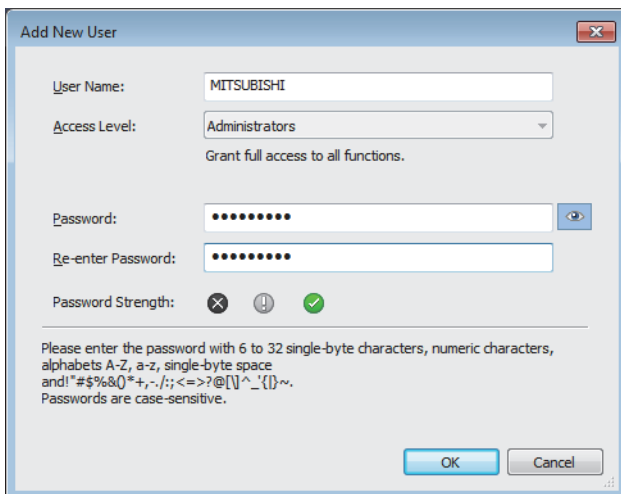 Add New User
User Name: MITSUBISHI
Access Level: Administrators
Grant full access to all functions.
Password: •••••••••
Re-enter Password: •••••••••
Password Strength:
Please enter the password with 6 to 32 single-byte characters, numeric characters,
alphabets A-Z, a-z, single-byte space
and!"#$%&()*+,-./:;<=>?@[\]^_'{|}~.
Passwords are case-sensitive.
OK Cancel